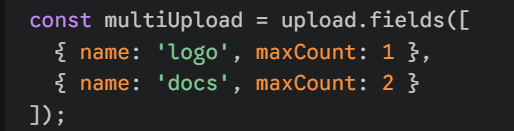 const multiUpload = upload.fields([
  { name: 'logo', maxCount: 1 },
  { name: 'docs', maxCount: 2 }
]);